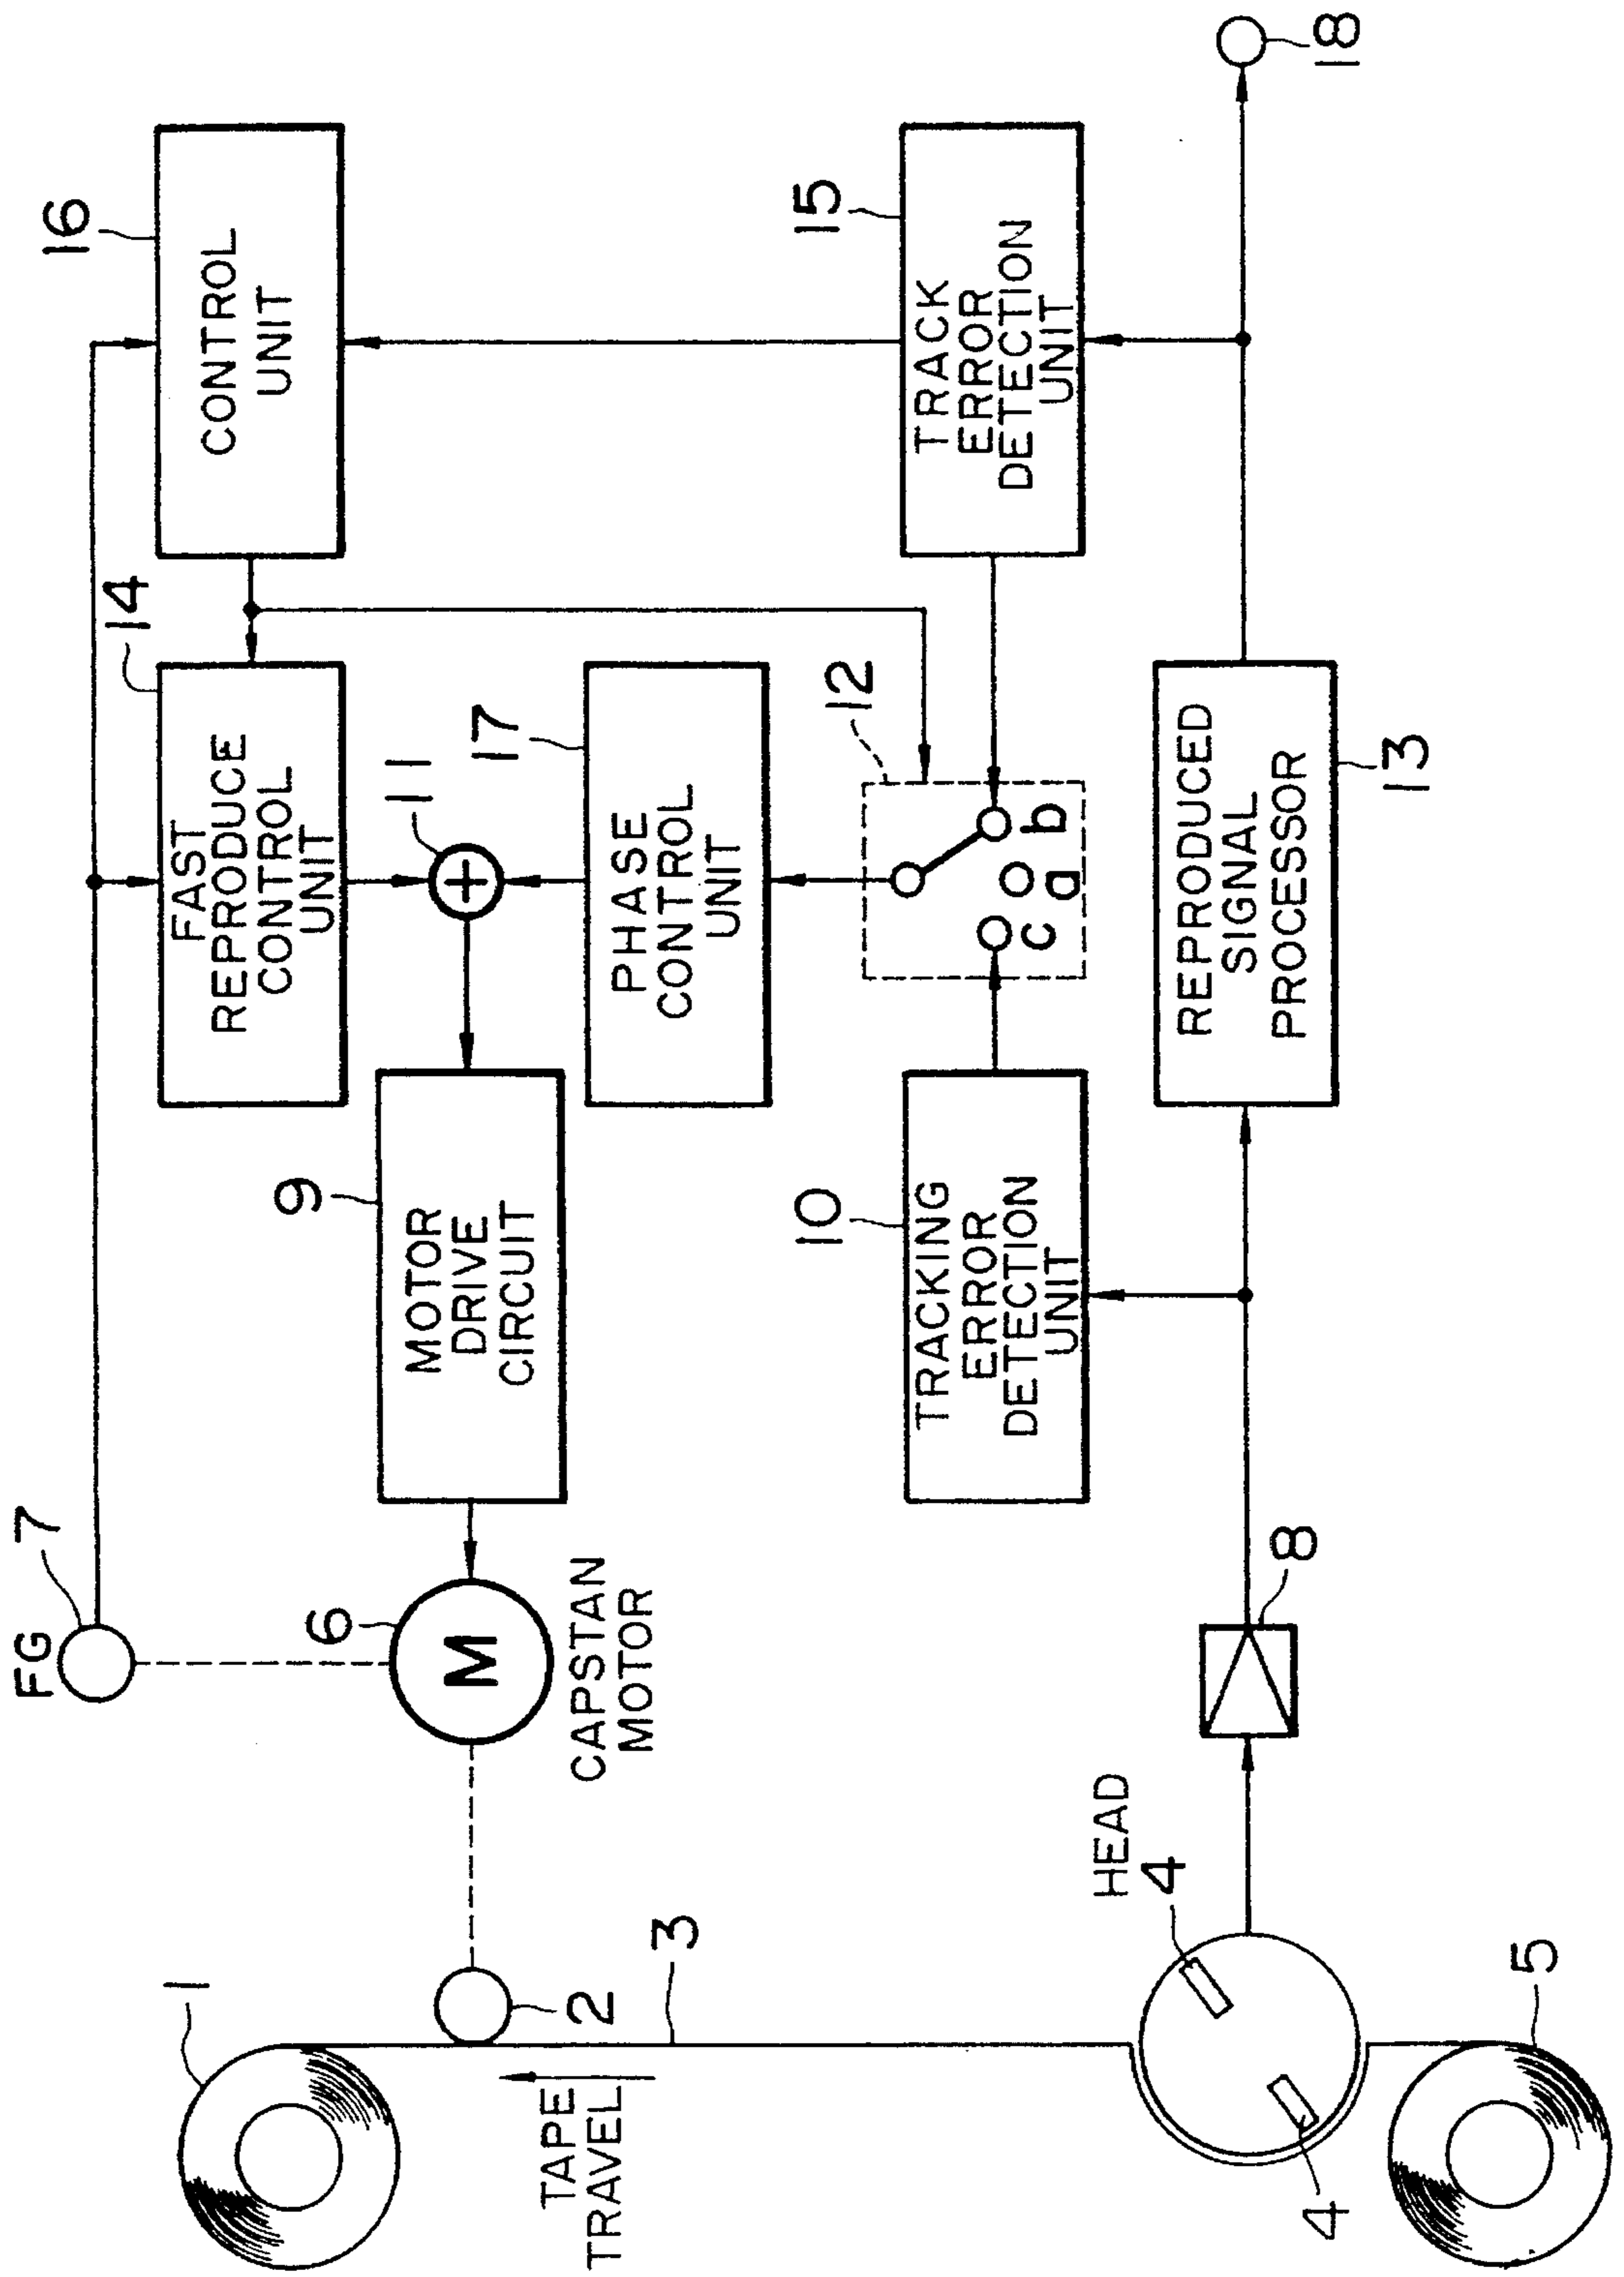 FG
7
16
CONTROL
UNIT
14
FAST
REPRODUCE
CONTROL
UNIT
1
2
3
TAPE
TRAVEL
6
M
CAPSTAN
MOTOR
9
MOTOR
DRIVE
CIRCUIT
11
+
17
PHASE
CONTROL
UNIT
10
TRACKING
ERROR
DETECTION
UNIT
12
c
a
b
15
TRACK
ERROR
DETECTION
UNIT
HEAD
4
4
5
8
REPRODUCED
SIGNAL
PROCESSOR
13
18